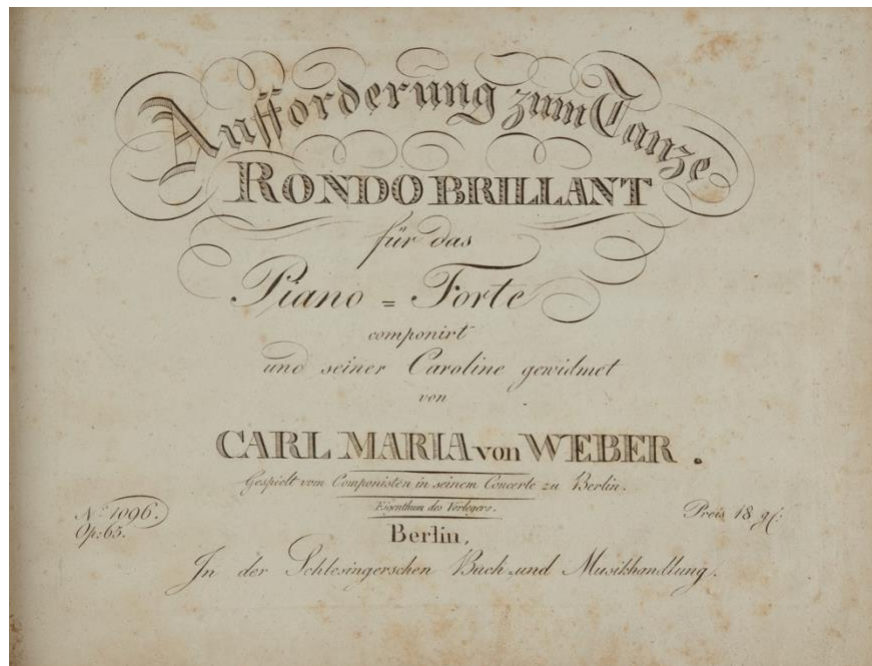 Aufforderung zum Tanze
RONDO BRILLANT
für das
Piano = Forte
componirt
und seiner Caroline gewidmet
von
CARL MARIA von WEBER.
Gespielt vom Componisten in seinem Concerte zu Berlin.
Eigenthum des Verlegers.
No. 1096.
Op: 65.
Preis 18 gr:
Berlin,
In der Schlesingerschen Buch und Musikhandlung.